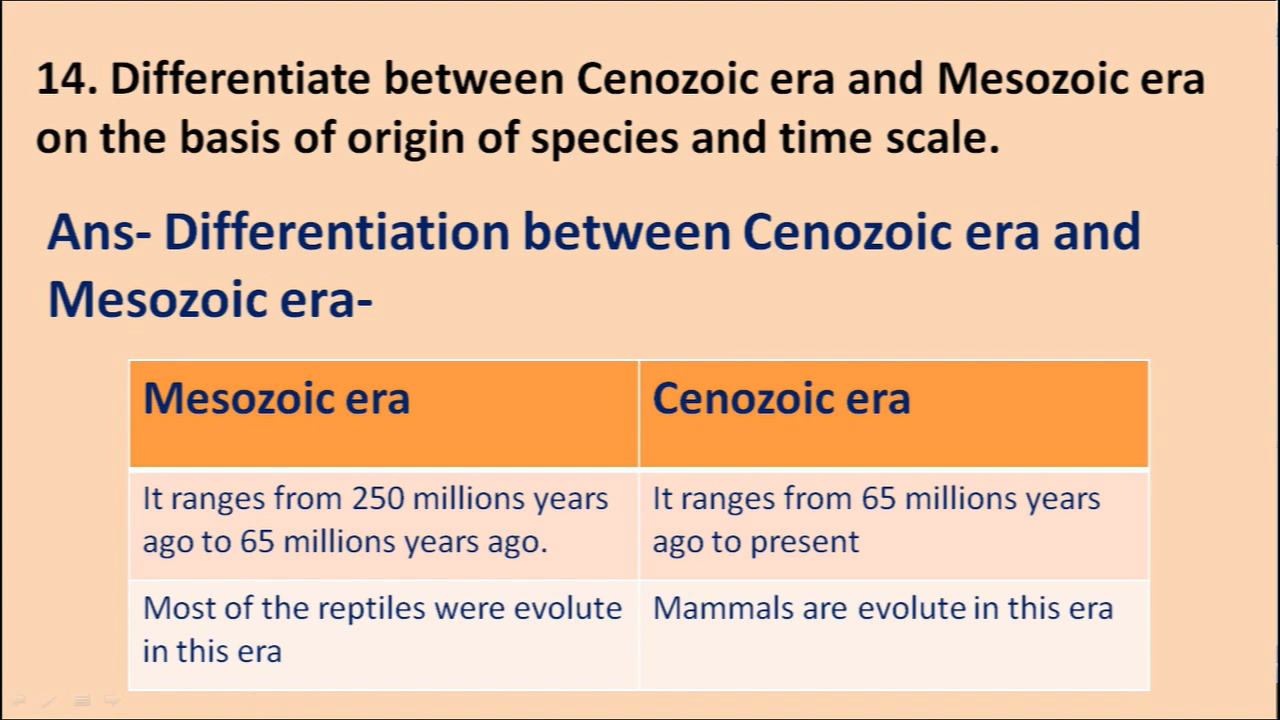 14. Differentiate between Cenozoic era and Mesozoic era
on the basis of origin of species and time scale.
Ans- Differentiation between Cenozoic era and
Mesozoic era-
Mesozoic era
Cenozoic era
It ranges from 250 millions years
ago to 65 millions years ago.
It ranges from 65 millions years
ago to present
Most of the reptiles were evolute
in this era
Mammals are evolute in this era